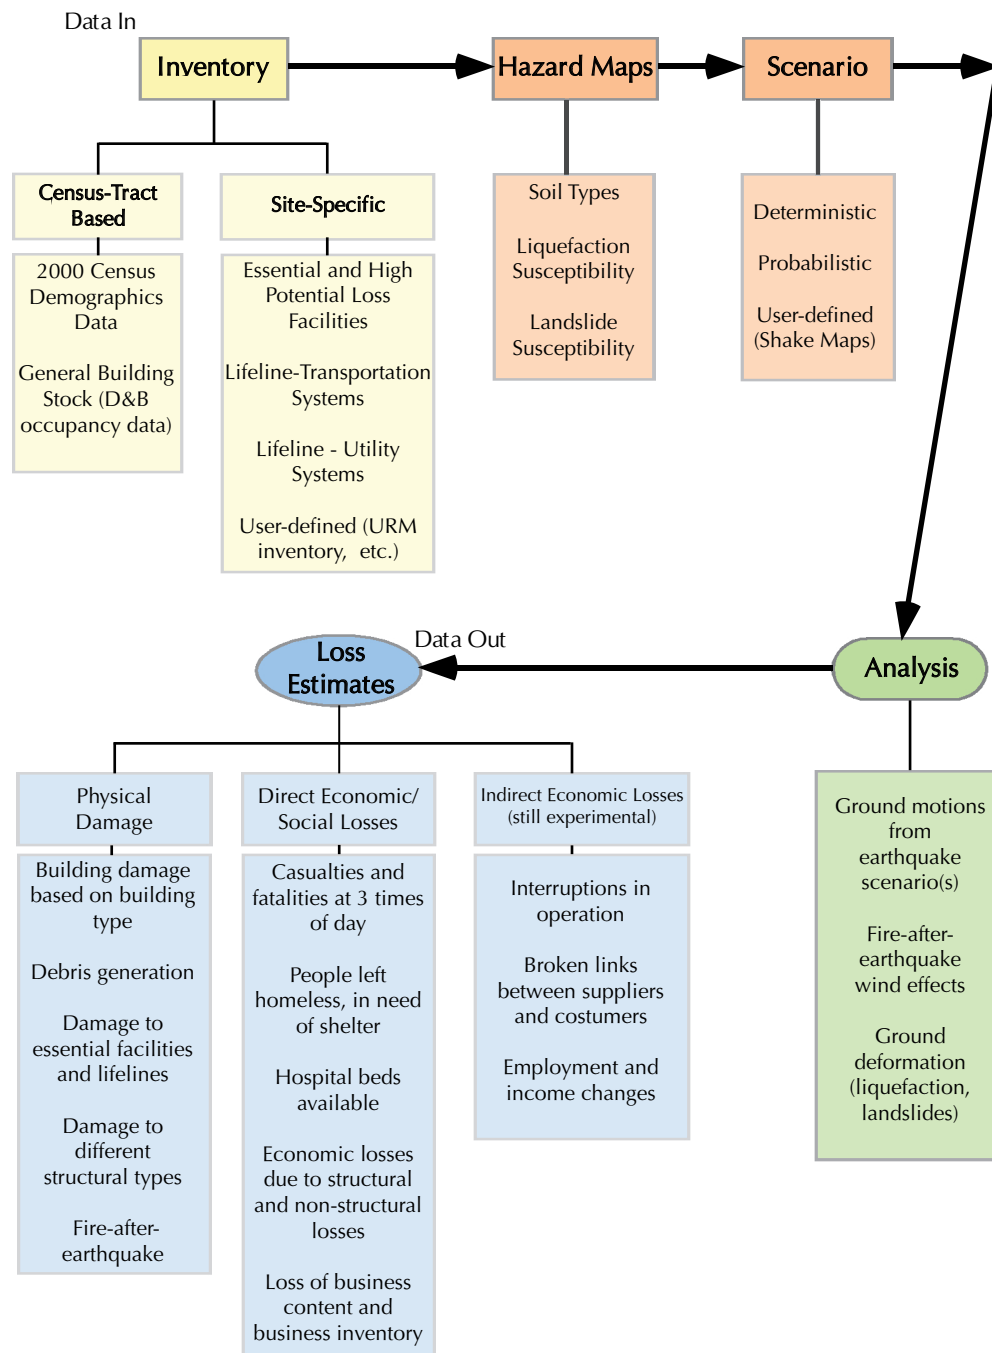 Data In
Inventory
Hazard Maps
Scenario
Census-Tract
Based
2000 Census
Demographics
Data
General Building
Stock (D&B
occupancy data)
Site-Specific
Essential and High
Potential Loss
Facilities
Lifeline-Transportation
Systems
Lifeline - Utility
Systems
User-defined (URM
inventory, etc.)
Soil Types
Liquefaction
Susceptibility
Landslide
Susceptibility
Deterministic
Probabilistic
User-defined
(Shake Maps)
Analysis
Ground motions
from
earthquake
scenario(s)
Fire-after-
earthquake
wind effects
Ground
deformation
(liquefaction,
landslides)
Data Out
Loss
Estimates
Physical
Damage
Building damage
based on building
type
Debris generation
Damage to
essential facilities
and lifelines
Damage to
different
structural types
Fire-after-
earthquake
Direct Economic/
Social Losses
Casualties and
fatalities at 3 times
of day
People left
homeless, in need
of shelter
Hospital beds
available
Economic losses
due to structural
and non-structural
losses
Loss of business
content and
business inventory
Indirect Economic Losses
(still experimental)
Interruptions in
operation
Broken links
between suppliers
and costumers
Employment and
income changes